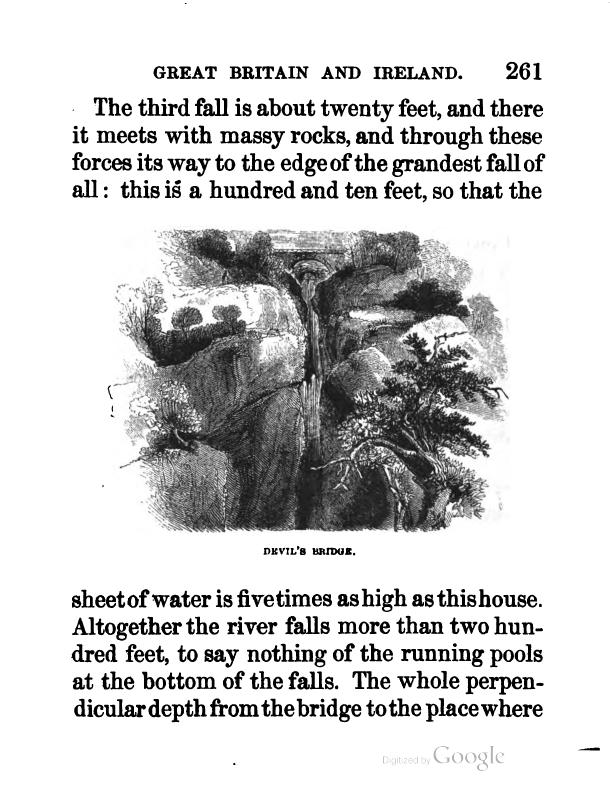 GREAT BRITAIN AND IRELAND. 261
The third fall is about twenty feet, and there
it meets with massy rocks, and through these
forces its way to the edge of the grandest fall of
all: this is a hundred and ten feet, so that the
DEVIL'S BRIDGE.
sheet of water is five times as high as this house.
Altogether the river falls more than two hun-
dred feet, to say nothing of the running pools
at the bottom of the falls. The whole perpen-
dicular depth from the bridge to the place where
Digitized by Google